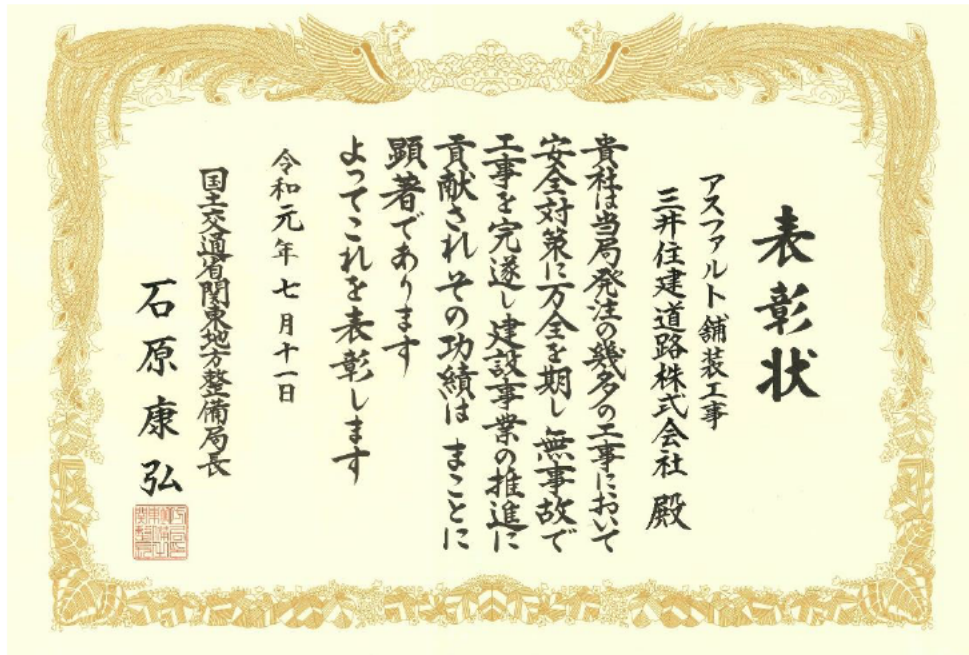 表彰状
アスファルト舗装工事
三井住建道路株式会社 殿
貴社は当局発注の幾多の工事において
安全対策に万全を期し無事故で
工事を完遂し建設事業の推進に
貢献されその功績は まことに
顕著であります
よってこれを表彰します
令和元年七月十一日
国土交通省関東地方整備局長
石原康弘